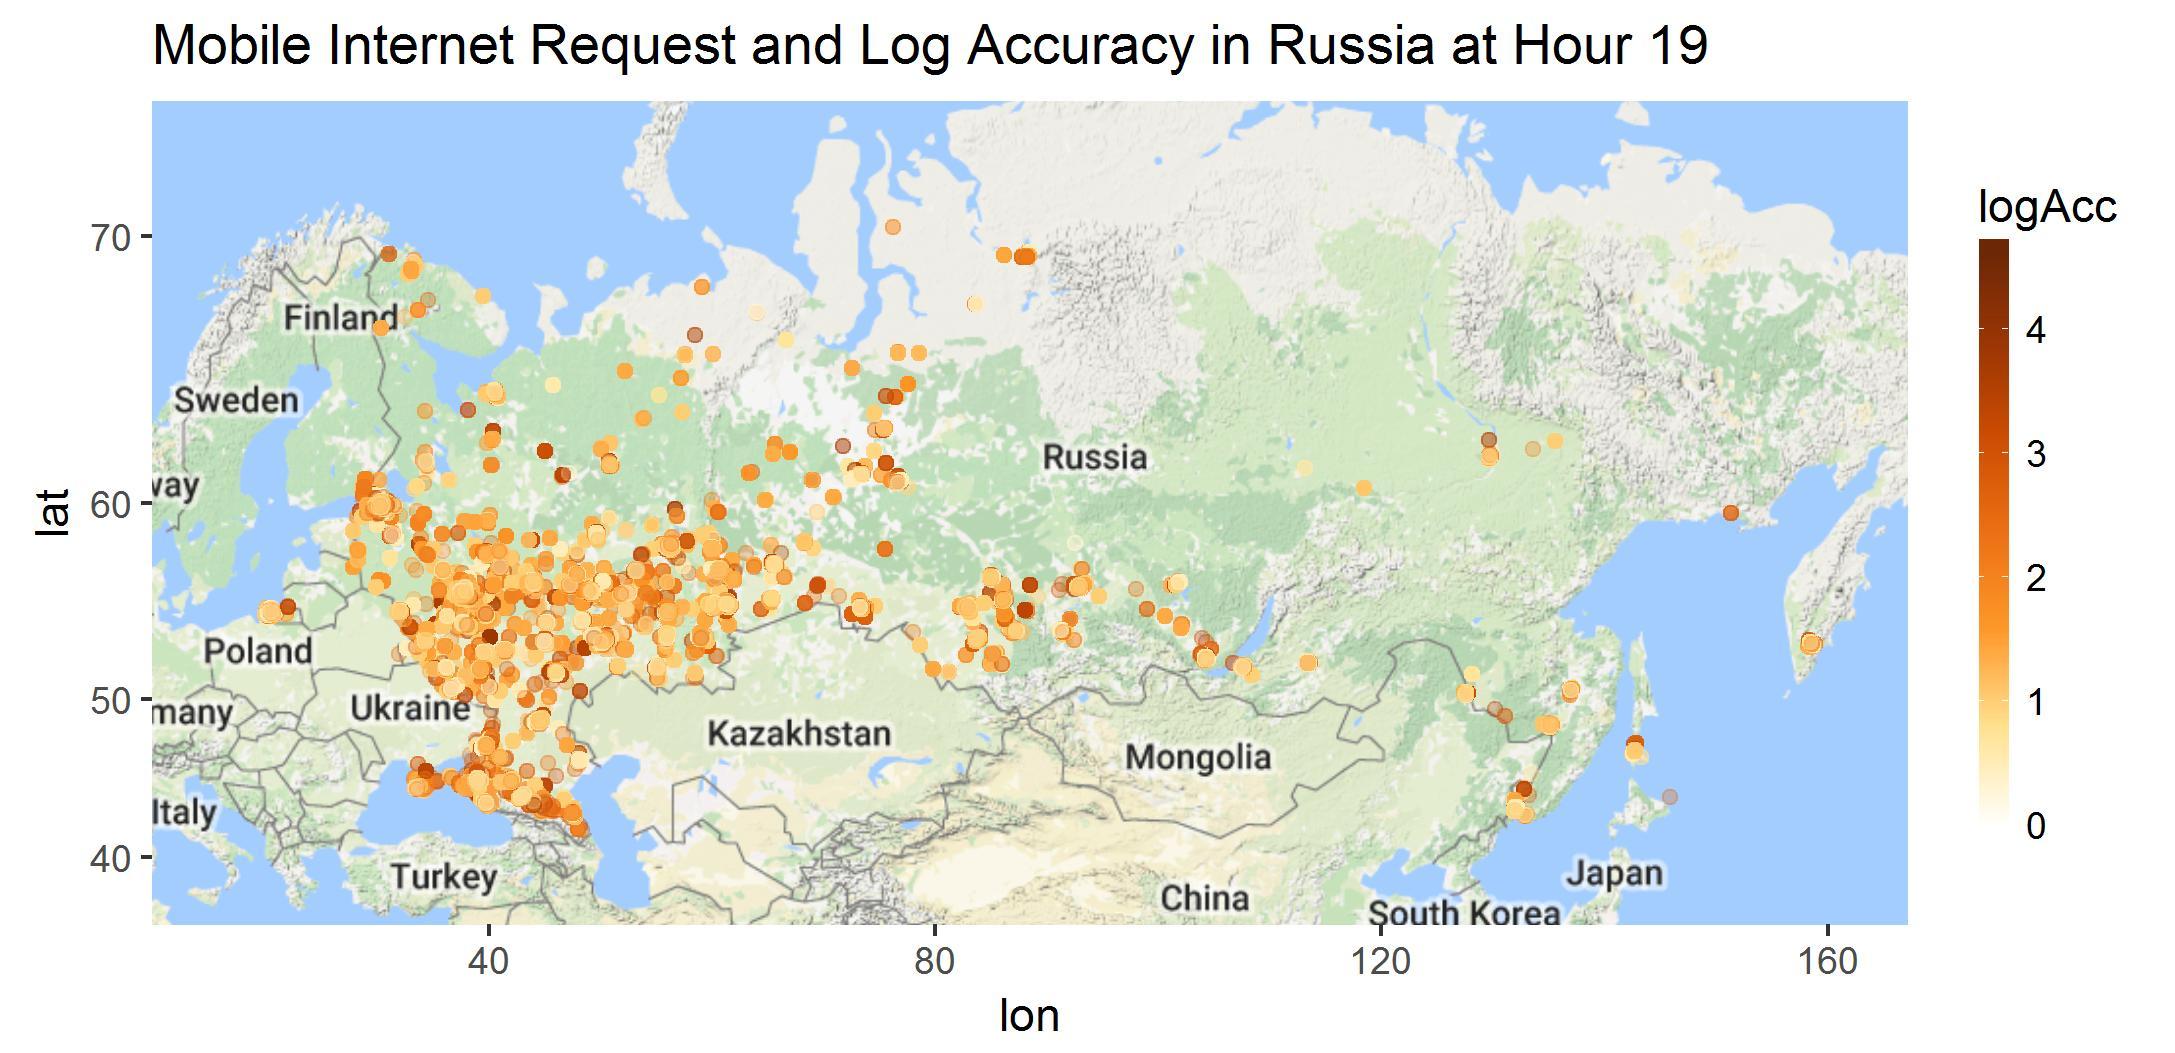 Mobile Internet Request and Log Accuracy in Russia at Hour 19
logAcc
70
Finland
4
Sweden
Russia
3
way
60
lat
2
Poland
50
many
Ukraine
Kazakhstan
1
Mongolia
Italy
0
40
Turkey
Japan
China
South Korea
40
80
120
160
lon